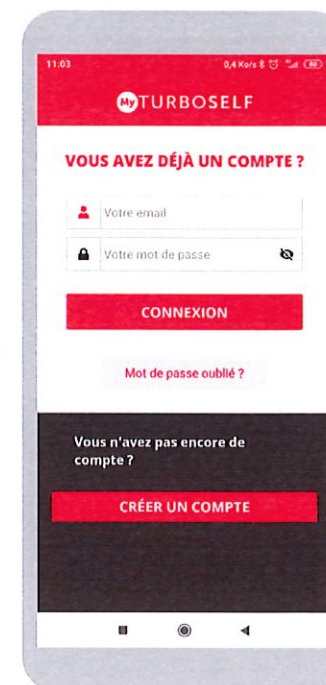 11:03 0,4 Ko/s 80
My TURBOSELF
VOUS AVEZ DÉJÀ UN COMPTE ?
Votre email
Votre mot de passe
CONNEXION
Mot de passe oublié ?
Vous n'avez pas encore de
compte ?
CRÉER UN COMPTE